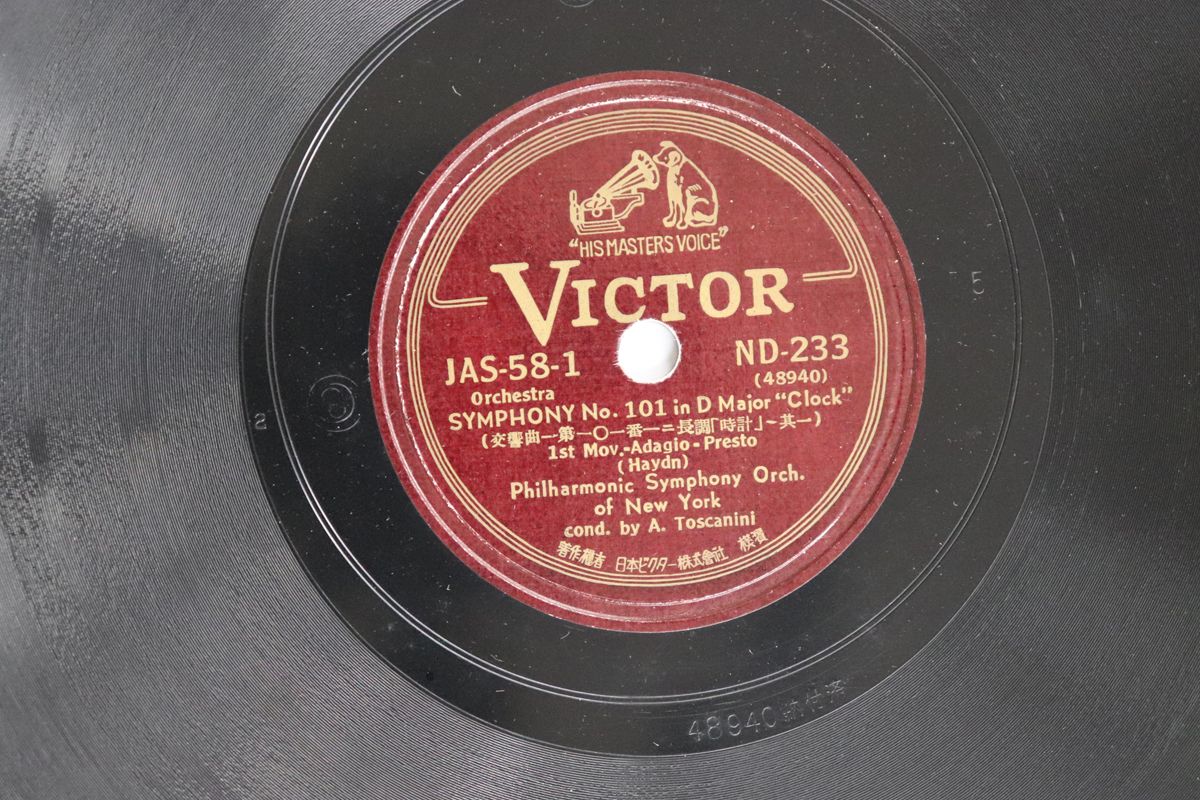 "HIS MASTERS VOICE"
VICTOR
JAS-58-1
ND-233
(48940)
Orchestra
SYMPHONY No. 101 in D Major "Clock"
(交響曲—第一〇一番—ニ長調「時計」~其一)
1st Mov.-Adagio-Presto
(Haydn)
Philharmonic Symphony Orch.
of New York
cond. by A. Toscanini
著作権者 日本ビクター株式會社
5
2
48940